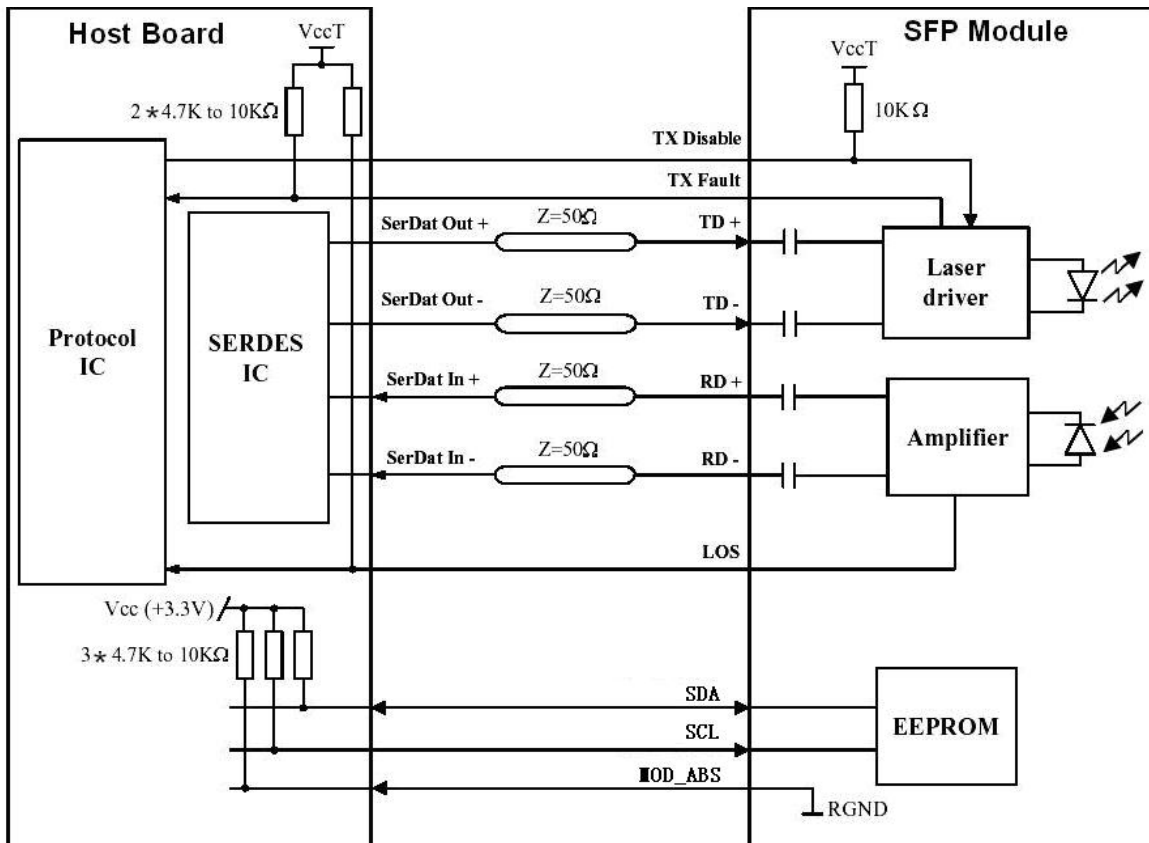 Host Board
SFP Module
VccT
VccT
2*4.7K to 10KΩ
10KΩ
TX Disable
TX Fault
SerDat Out +
Z=50Ω
TD +
Laser
driver
SerDat Out -
Z=50Ω
TD -
Protocol
IC
SERDES
IC
SerDat In +
Z=50Ω
RD +
Amplifier
SerDat In -
Z=50Ω
RD -
LOS
Vcc (+3.3V)
3*4.7K to 10KΩ
SDA
SCL
EEPROM
MOD_ABS
RGND